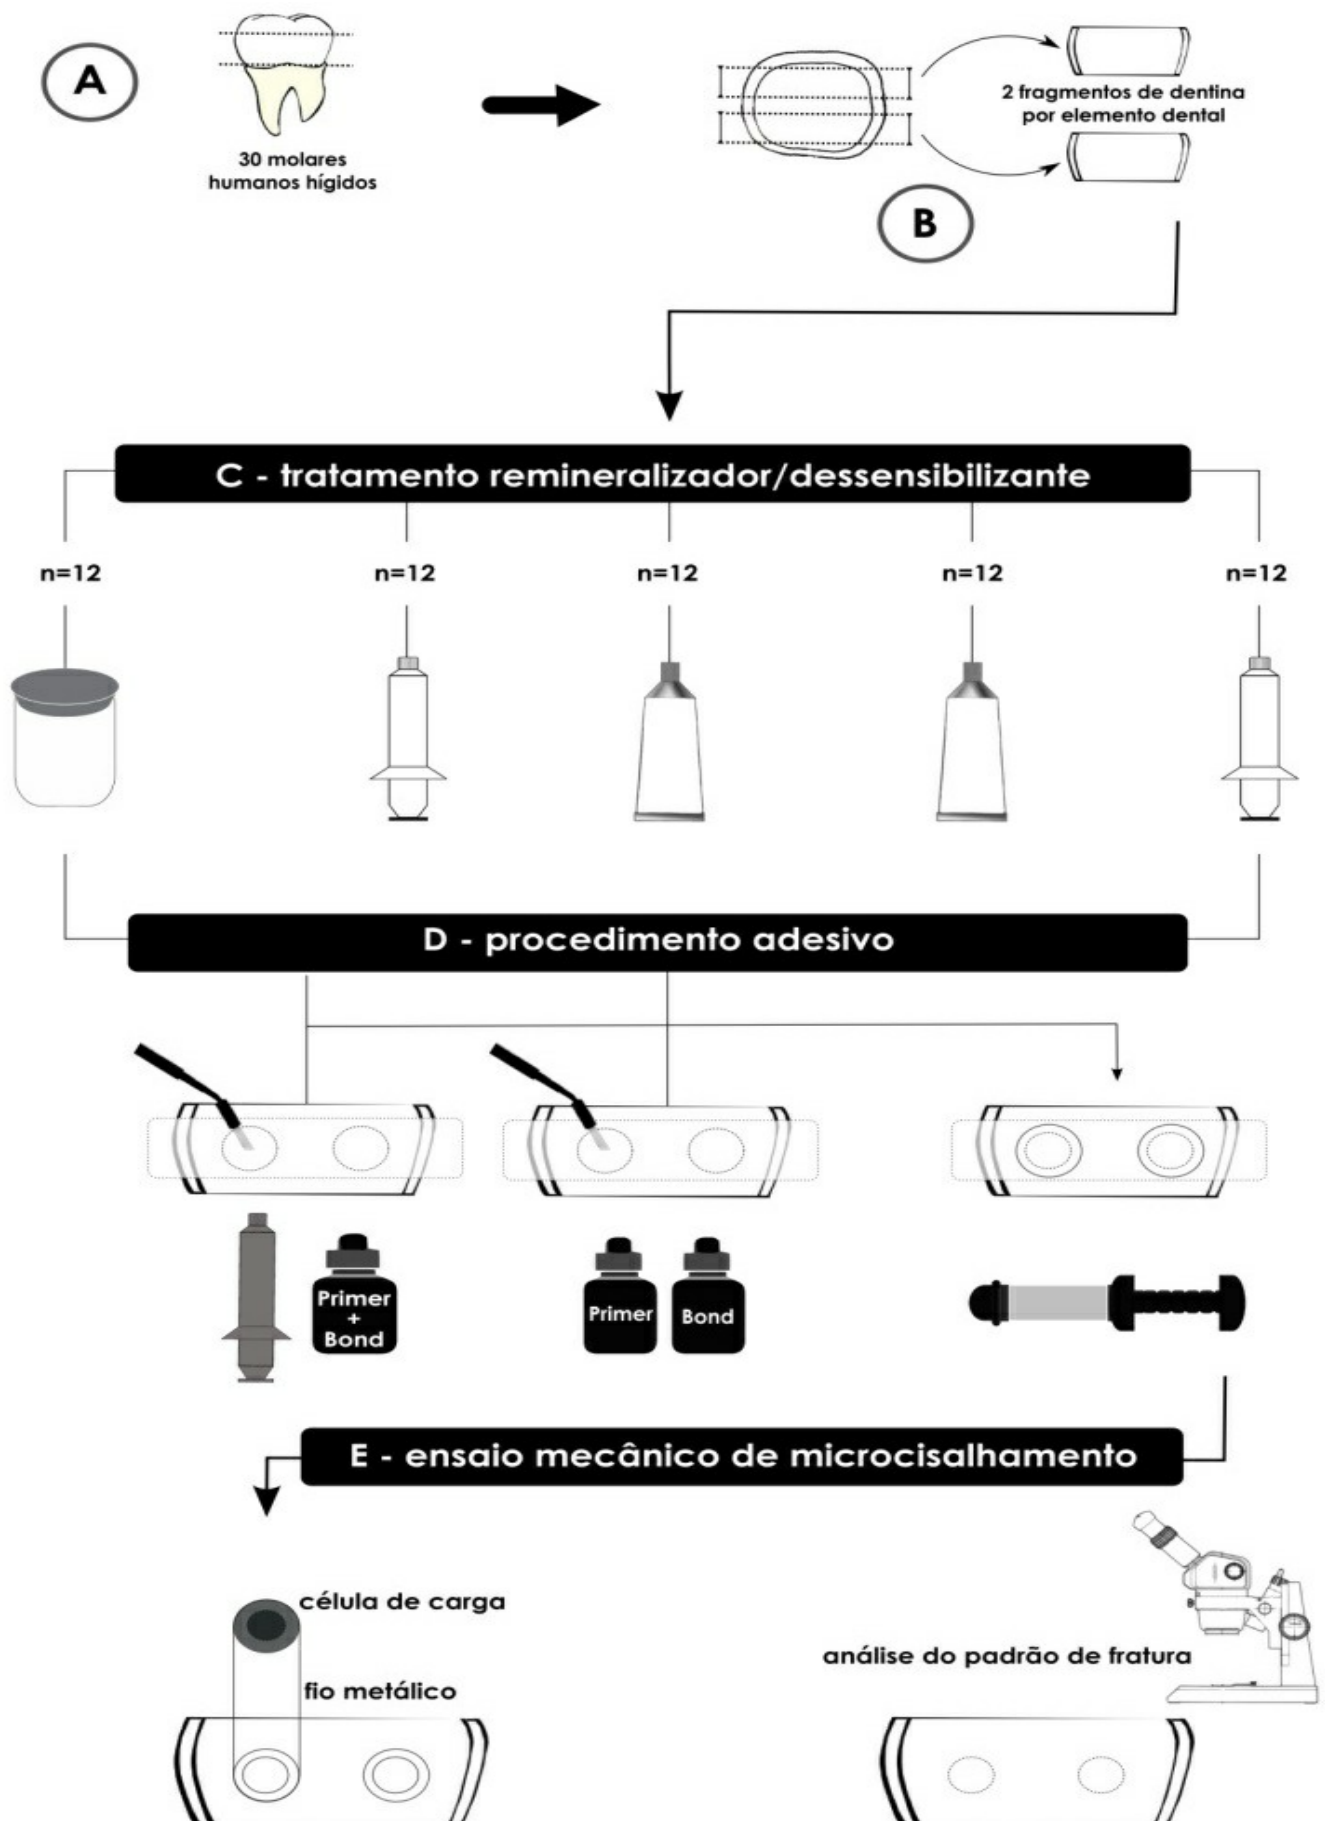 A
30 molares
humanos hígidos
2 fragmentos de dentina
por elemento dental
B
C - tratamento remineralizador/dessensibilizante
n=12
n=12
n=12
n=12
n=12
D - procedimento adesivo
Primer
+
Bond
Primer
Bond
E - ensaio mecânico de microcisalhamento
célula de carga
fio metálico
análise do padrão de fratura